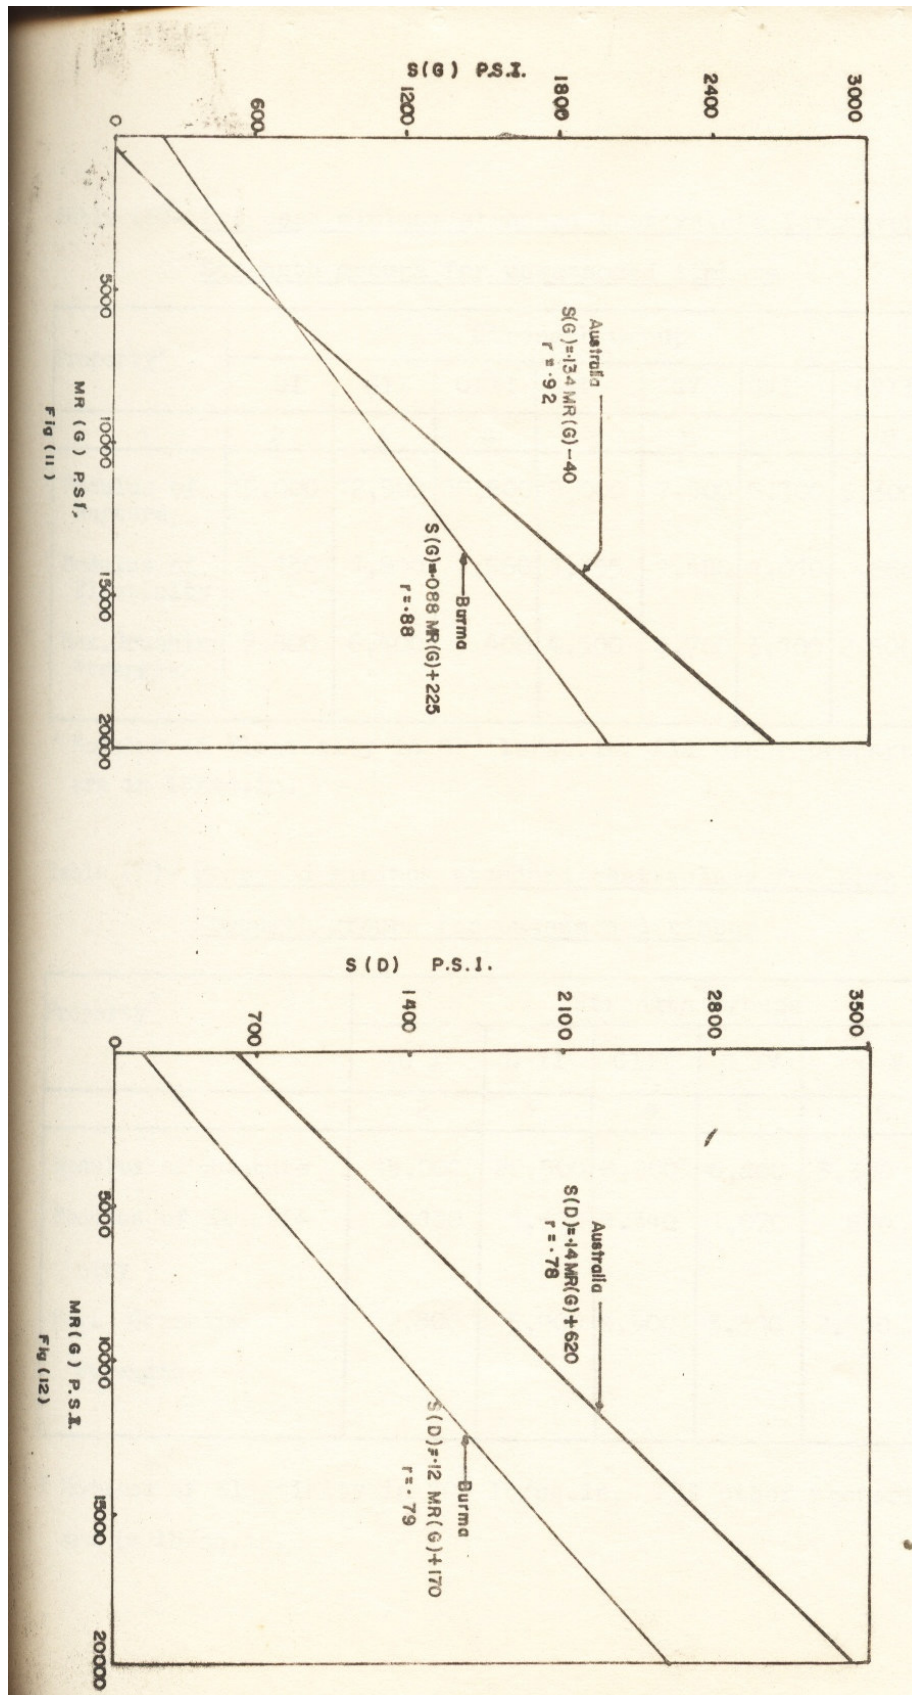 S(G) P.S.I.
3000
2400
1800
1200
600
0
5000
10000
15000
20000
MR (G) P.S.I.
Fig (11)
Australia
S(G)=.134 MR(G)-40
r = .92
Burma
S(G)=.088 MR(G)+225
r = .88
S (D) P.S.I.
3500
2800
2100
1400
700
0
5000
10000
15000
20000
MR(G) P.S.I.
Fig (12)
Australia
S(D)=.14 MR(G)+620
r = .78
Burma
S(D)=.12 MR(G)+170
r = .79